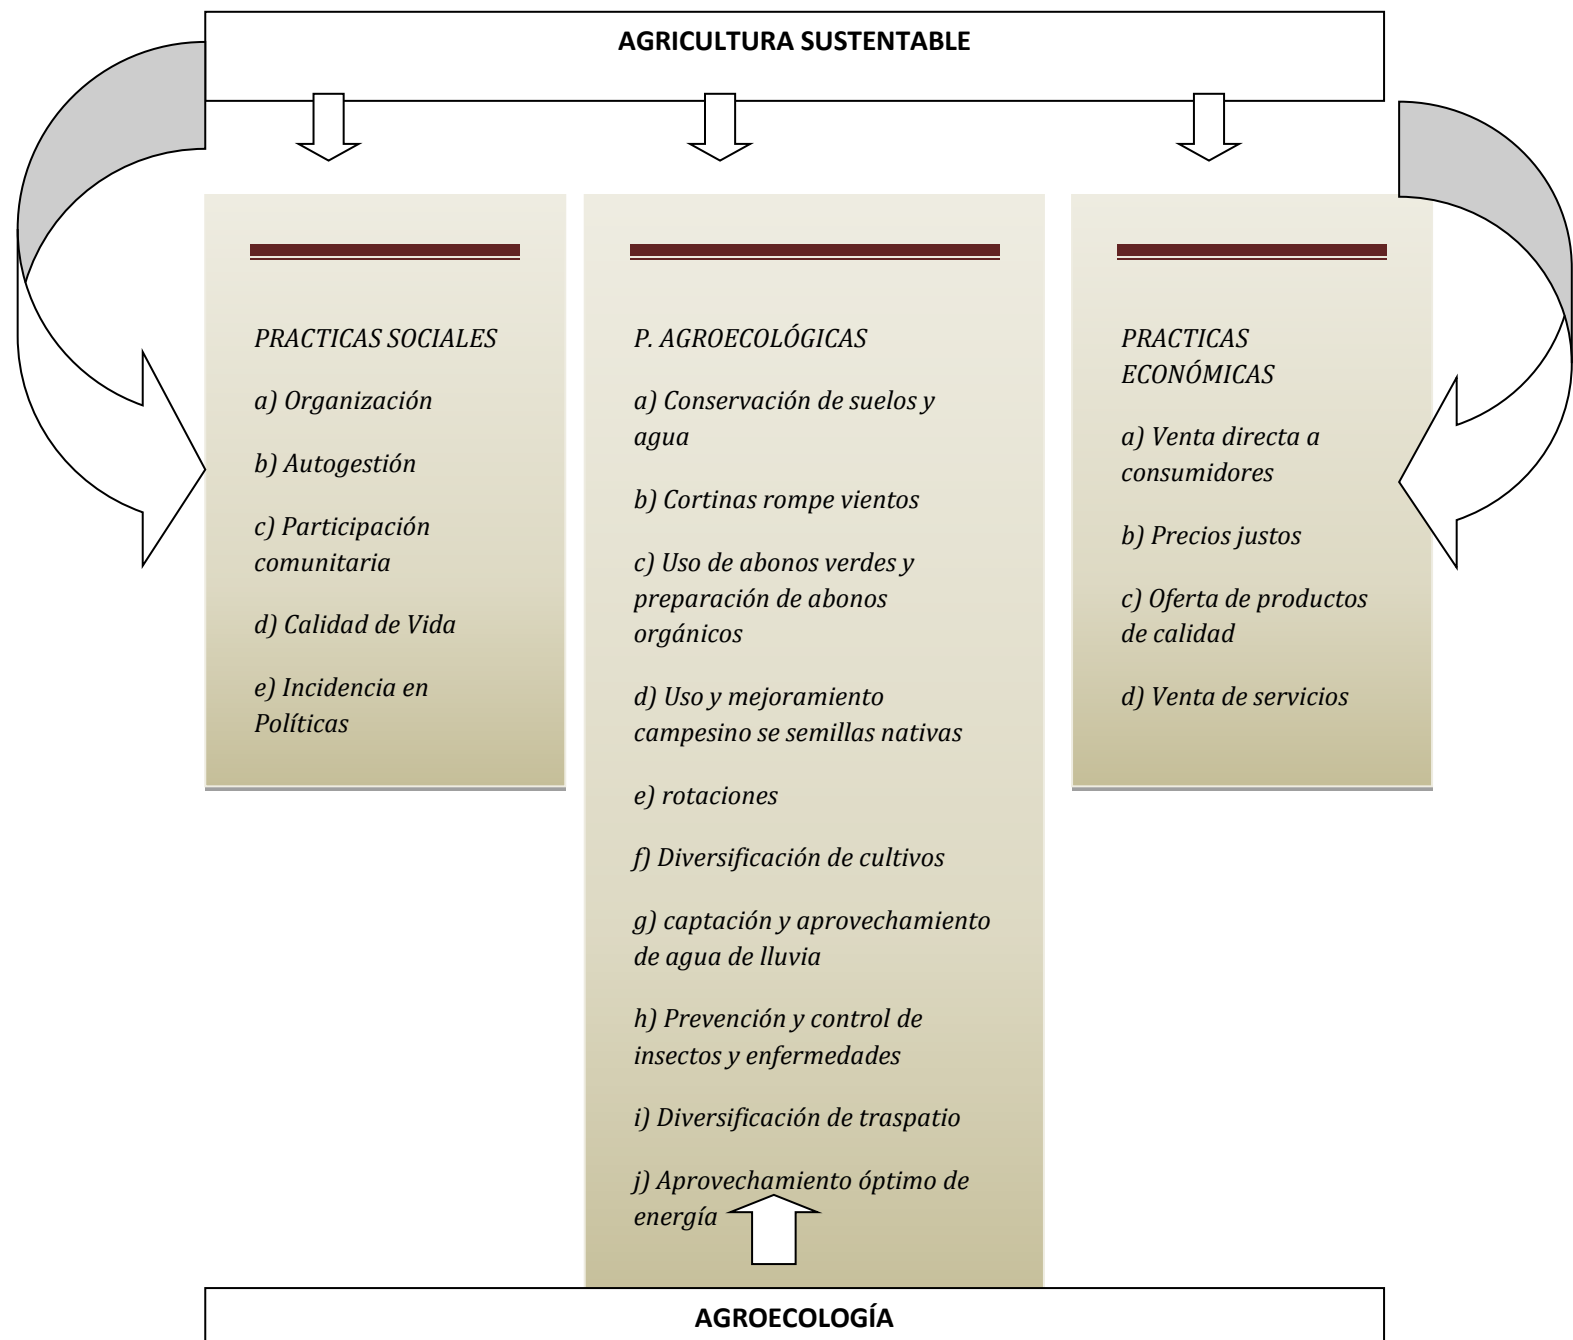 AGRICULTURA SUSTENTABLE
PRACTICAS SOCIALES
a) Organización
b) Autogestión
c) Participación
comunitaria
d) Calidad de Vida
e) Incidencia en
Políticas
P. AGROECOLÓGICAS
a) Conservación de suelos y
agua
b) Cortinas rompe vientos
c) Uso de abonos verdes y
preparación de abonos
orgánicos
d) Uso y mejoramiento
campesino se semillas nativas
e) rotaciones
f) Diversificación de cultivos
g) captación y aprovechamiento
de agua de lluvia
h) Prevención y control de
insectos y enfermedades
i) Diversificación de traspatio
j) Aprovechamiento óptimo de
energía
PRACTICAS
ECONÓMICAS
a) Venta directa a
consumidores
b) Precios justos
c) Oferta de productos
de calidad
d) Venta de servicios
AGROECOLOGÍA